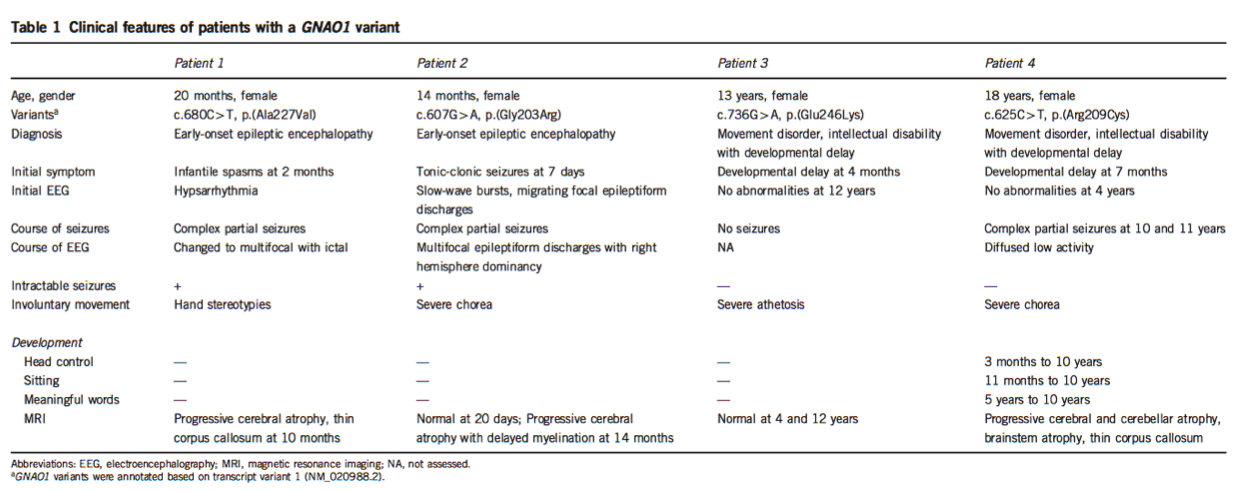 Table 1 Clinical features of patients with a GNAO1 variant
Patient 1 Patient 2 Patient 3 Patient 4
Age, gender 20 months, female 14 months, female 13 years, female 18 years, female
Variantsa c.680C>T, p.(Ala227Val) c.607G>A, p.(Gly203Arg) c.736G>A, p.(Glu246Lys) c.625C>T, p.(Arg209Cys)
Diagnosis Early-onset epileptic encephalopathy Early-onset epileptic encephalopathy Movement disorder, intellectual disability Movement disorder, intellectual disability
with developmental delay with developmental delay
Initial symptom Infantile spasms at 2 months Tonic-clonic seizures at 7 days Developmental delay at 4 months Developmental delay at 7 months
Initial EEG Hypsarrhythmia Slow-wave bursts, migrating focal epileptiform No abnormalities at 12 years No abnormalities at 4 years
discharges
Course of seizures Complex partial seizures Complex partial seizures No seizures Complex partial seizures at 10 and 11 years
Course of EEG Changed to multifocal with ictal Multifocal epileptiform discharges with right NA Diffused low activity
hemisphere dominancy
Intractable seizures + + — —
Involuntary movement Hand stereotypies Severe chorea Severe athetosis Severe chorea
Development
Head control — — — 3 months to 10 years
Sitting — — — 11 months to 10 years
Meaningful words — — — 5 years to 10 years
MRI Progressive cerebral atrophy, thin Normal at 20 days; Progressive cerebral Normal at 4 and 12 years Progressive cerebral and cerebellar atrophy,
corpus callosum at 10 months atrophy with delayed myelination at 14 months brainstem atrophy, thin corpus callosum
Abbreviations: EEG, electroencephalography; MRI, magnetic resonance imaging; NA, not assessed.
aGNAO1 variants were annotated based on transcript variant 1 (NM_020988.2).